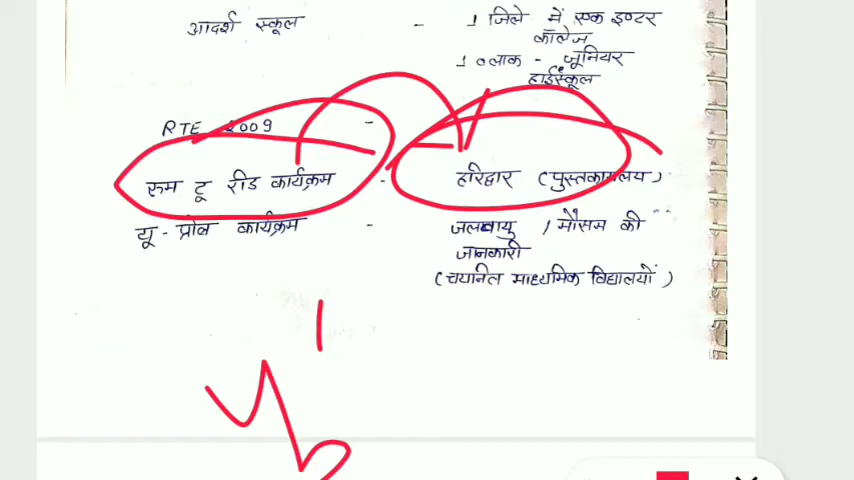 आदर्श स्कूल - 1 जिले में एक इण्टर
कॉलेज
1 ब्लाक - जूनियर
हाईस्कूल
RTE 2009 -
रुम टू रीड कार्यक्रम - हरिद्वार (पुस्तकायलय)
यू-प्रोब कार्यक्रम - जलवायु / मौसम की
जानकारी
(चयनित माध्यमिक विद्यालयों)